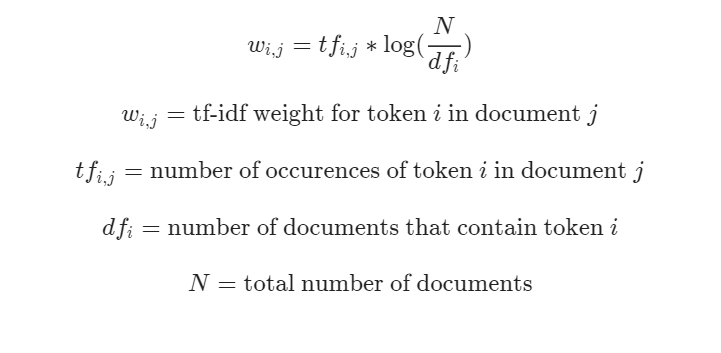 w_{i,j} = tf_{i,j} * log(\frac{N}{df_i})
w_{i,j} = tf-idf weight for token i in document j
tf_{i,j} = number of occurences of token i in document j
df_i = number of documents that contain token i
N = total number of documents